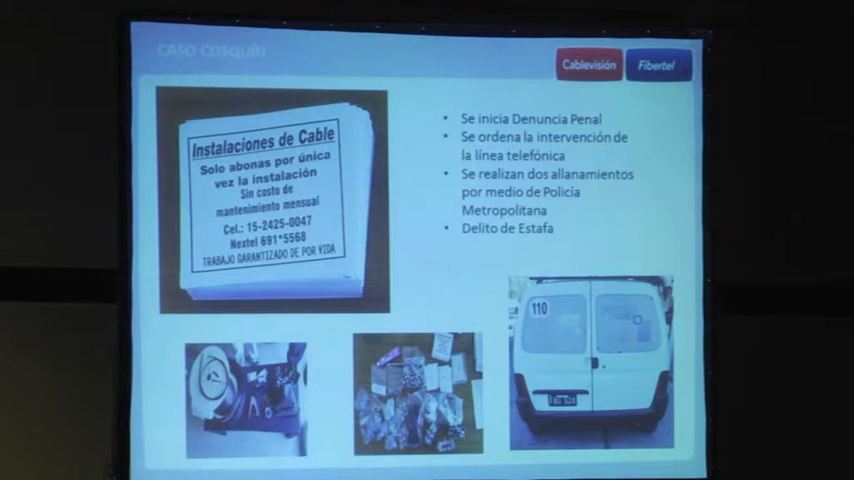 CASO COSQUIN
Cablevisión
Fibertel
Instalaciones de Cable
Solo abonas por única
vez la instalación
Sin costo de
mantenimiento mensual
Cel.: 15-2425-0047
Nextel 691*5568
TRABAJO GARANTIZADO DE POR VIDA
• Se inicia Denuncia Penal
• Se ordena la intervención de
la línea telefónica
• Se realizan dos allanamientos
por medio de Policía
Metropolitana
• Delito de Estafa
110